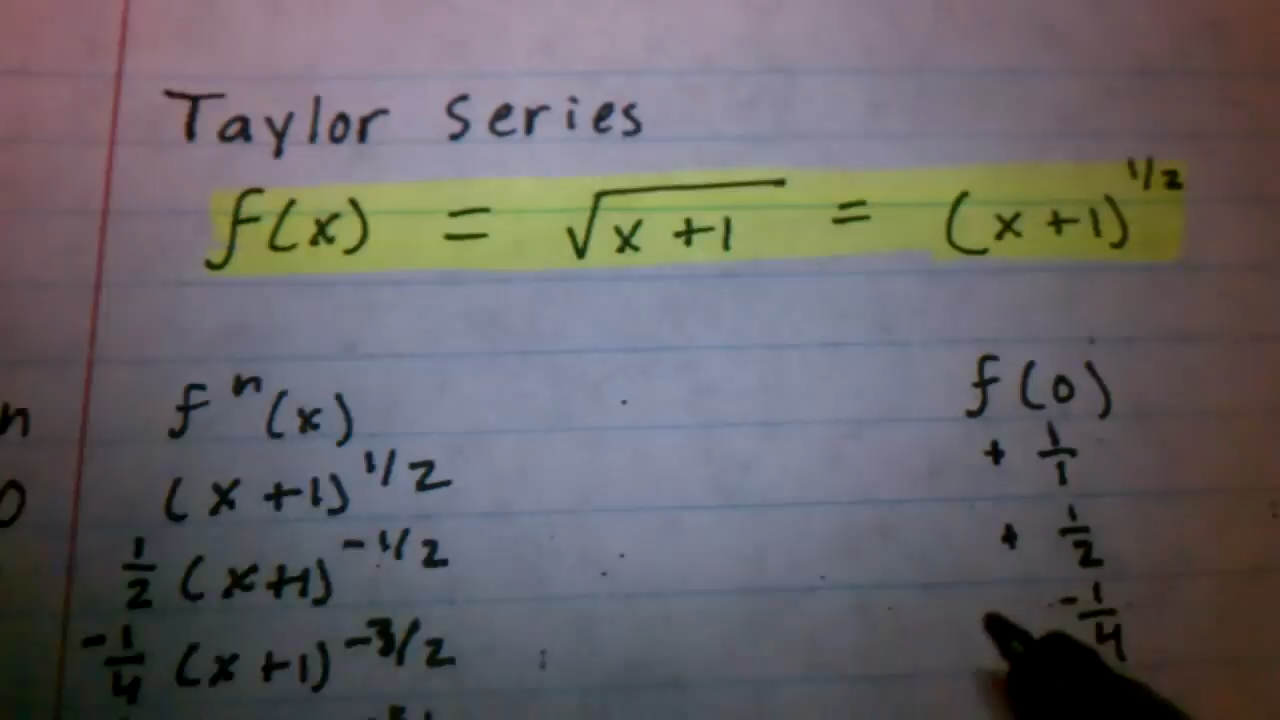 Taylor Series
f(x) = √(x+1) = (x+1)^1/2
n fⁿ(x) f(0)
0 (x+1)^1/2 + 1/1
1/2 (x+1)^-1/2 + 1/2
-1/4 (x+1)^-3/2 -1/4